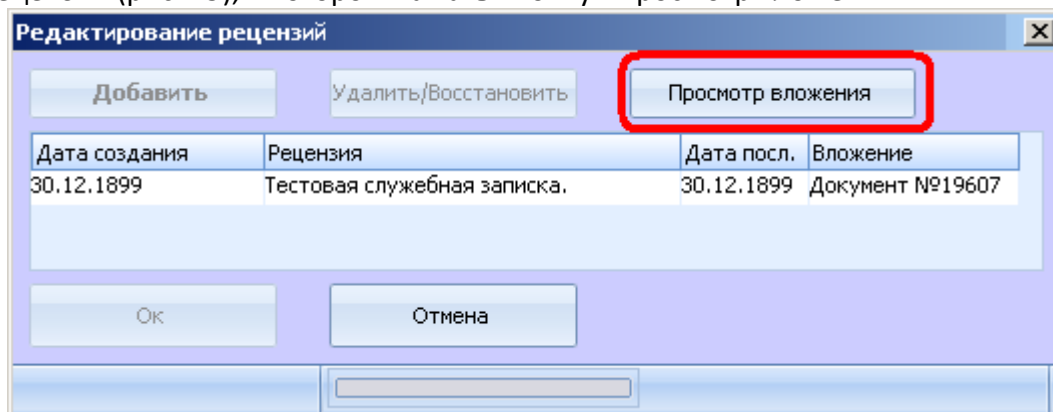 Редактирование рецензий
Добавить Удалить/Восстановить Просмотр вложения
Дата создания Рецензия Дата посл. Вложение
30.12.1899 Тестовая служебная записка. 30.12.1899 Документ №19607
Ок Отмена